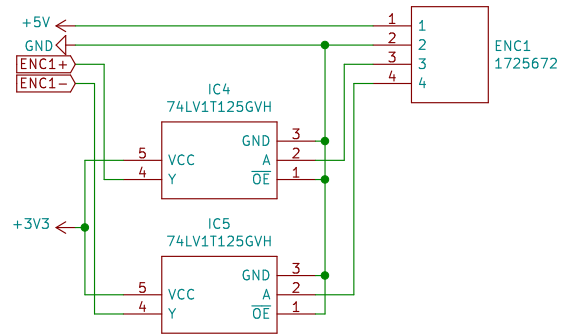 +5V
GND
ENC1+
ENC1-
1 1
2 2
3 3
4 4
ENC1
1725672
IC4
74LV1T125GVH
5 VCC GND 3
4 Y A 2
OE 1
+3V3
IC5
74LV1T125GVH
GND 3
5 VCC A 2
4 Y OE 1